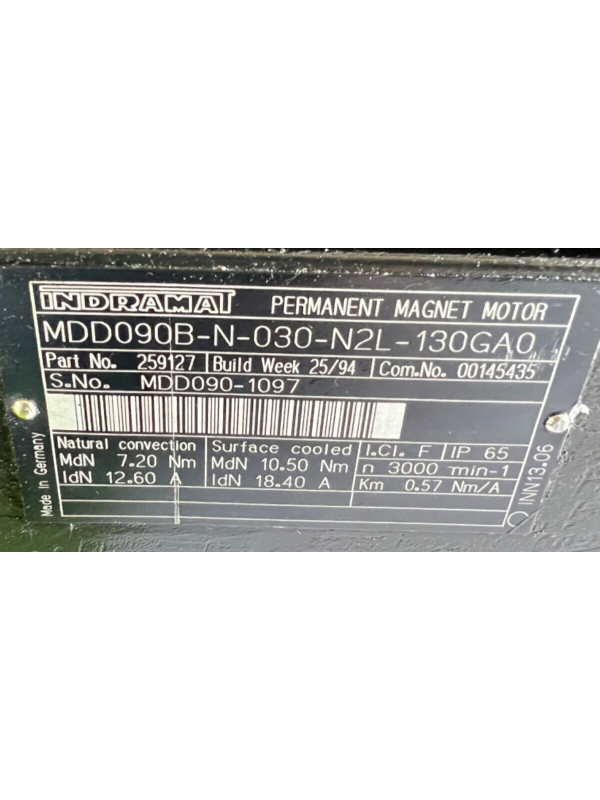 INDRAMAT PERMANENT MAGNET MOTOR
MDD090B-N-030-N2L-130GA0
Part No. 259127 Build Week 25/94 Com.No. 00145435
S.No. MDD090-1097
Natural convection Surface cooled I.Cl. F IP 65
MdN 7.20 Nm MdN 10.50 Nm n 3000 min-1
IdN 12.60 A IdN 18.40 A Km 0.57 Nm/A
Made in Germany
INN13.06